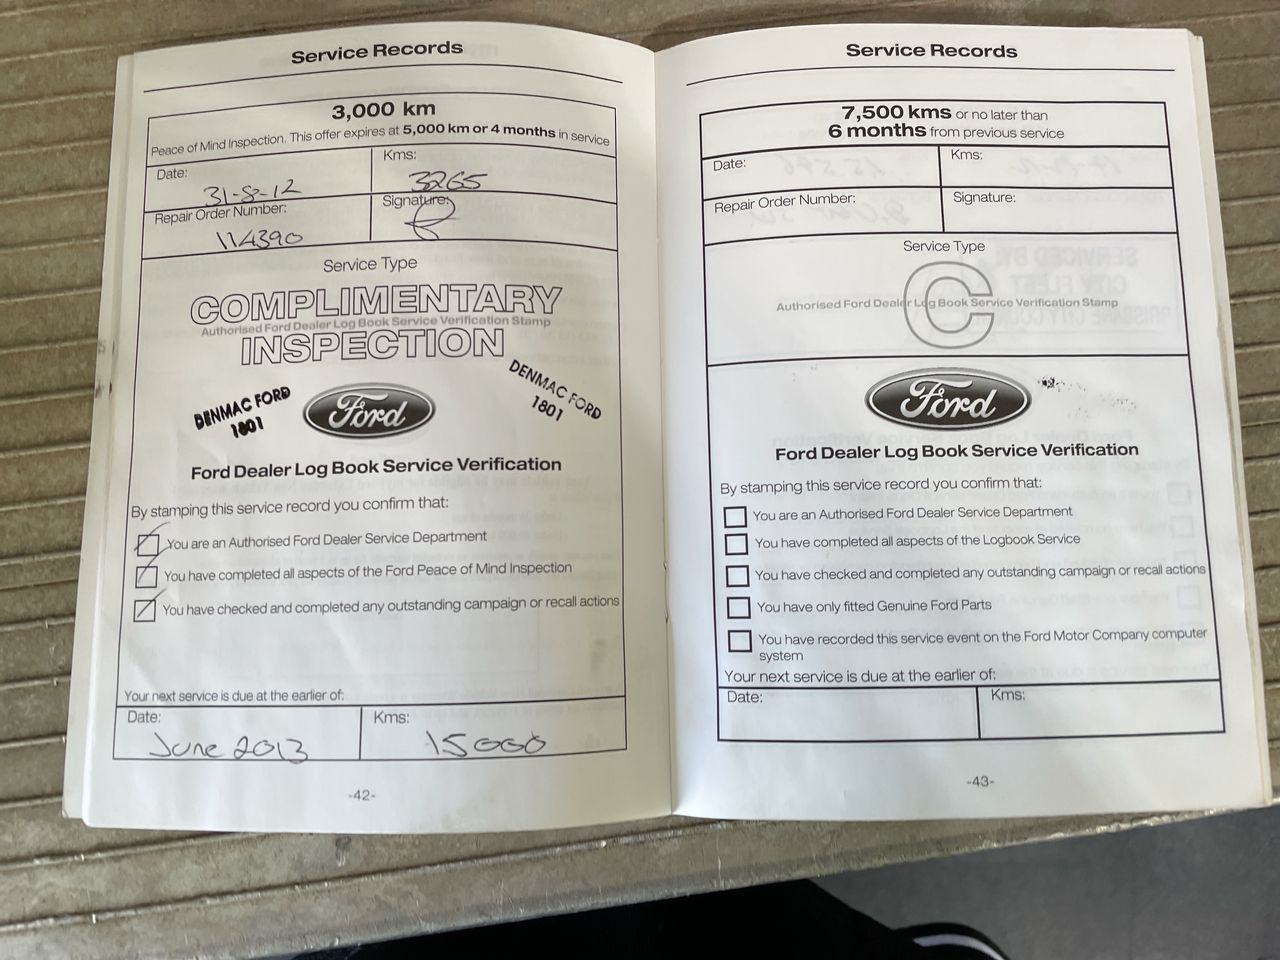 Service Records
3,000 km
Peace of Mind Inspection. This offer expires at 5,000 km or 4 months in service
Date:
31-8-12
Kms:
3265
Repair Order Number:
114390
Signature:
Service Type
COMPLIMENTARY
Authorised Ford Dealer Log Book Service Verification Stamp
INSPECTION
DENMAC FORD
1801
Ford
DENMAC FORD
1801
Ford Dealer Log Book Service Verification
By stamping this service record you confirm that:
You are an Authorised Ford Dealer Service Department
You have completed all aspects of the Ford Peace of Mind Inspection
You have checked and completed any outstanding campaign or recall actions
Your next service is due at the earlier of:
Date:
June 2013
Kms:
15000
-42-
Service Records
7,500 kms or no later than
6 months from previous service
Date:
Kms:
Repair Order Number:
Signature:
Service Type
C
Authorised Ford Dealer Log Book Service Verification Stamp
Ford
Ford Dealer Log Book Service Verification
By stamping this service record you confirm that:
You are an Authorised Ford Dealer Service Department
You have completed all aspects of the Logbook Service
You have checked and completed any outstanding campaign or recall actions
You have only fitted Genuine Ford Parts
You have recorded this service event on the Ford Motor Company computer
system
Your next service is due at the earlier of:
Date:
Kms:
-43-